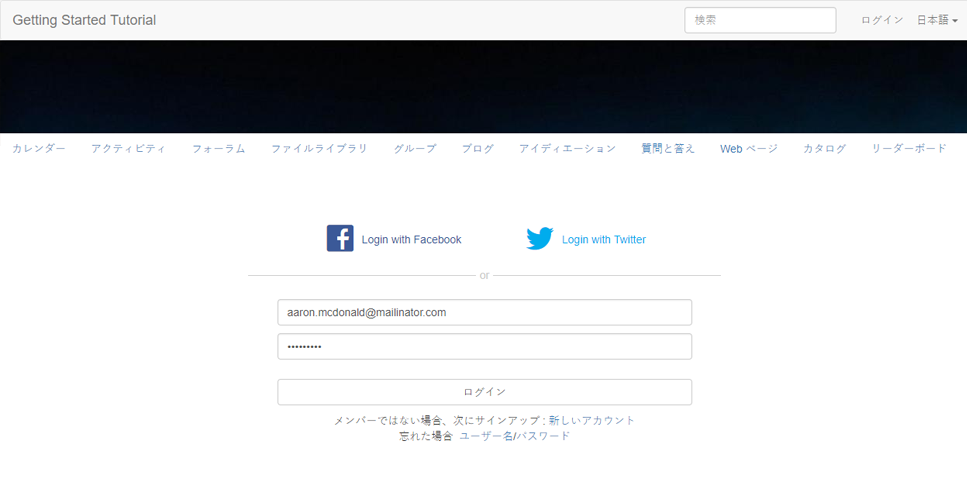 Getting Started Tutorial 検索 ログイン 日本語
カレンダー アクティビティ フォーラム ファイルライブラリ グループ ブログ アイディエーション 質問と答え Web ページ カタログ リーダーボード
Login with Facebook Login with Twitter
or
aaron.mcdonald@mailinator.com
•••••••••
ログイン
メンバーではない場合、次にサインアップ : 新しいアカウント
忘れた場合 ユーザー名/パスワード